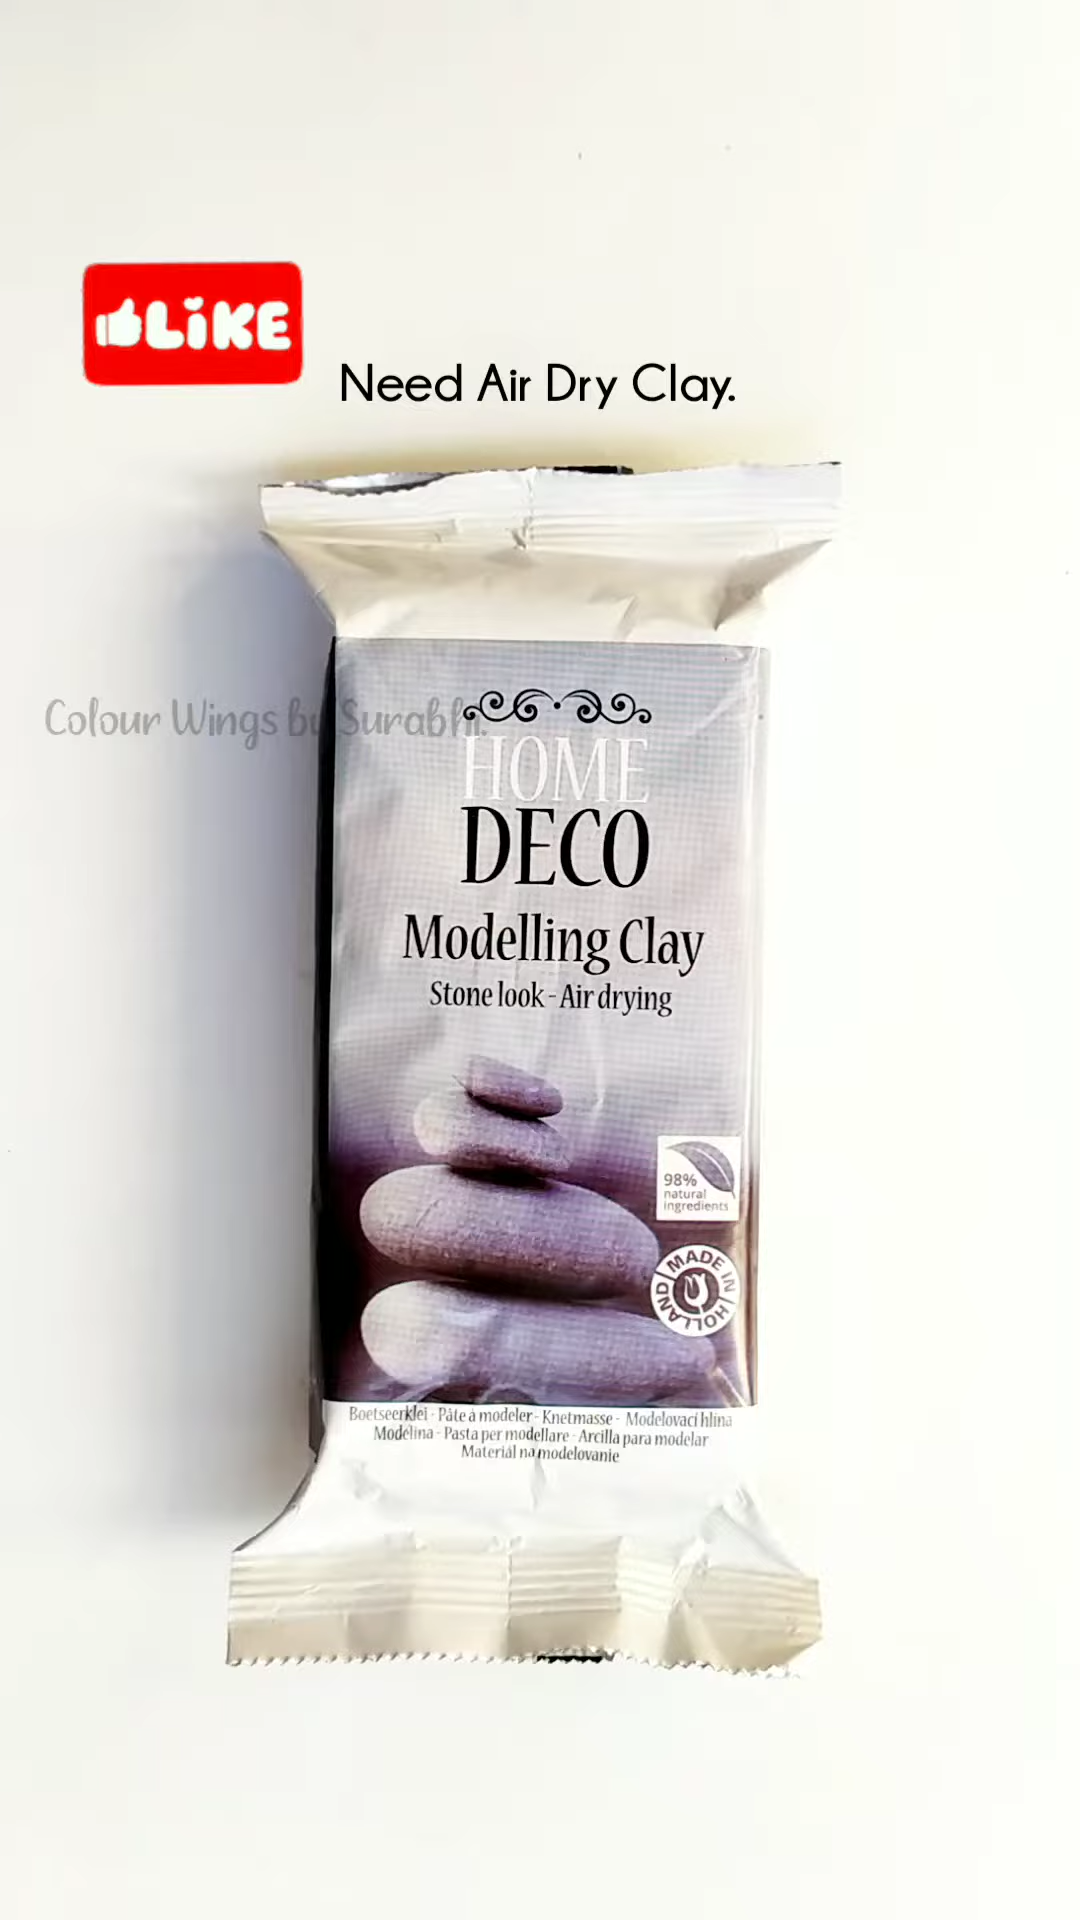 LIKE
Need Air Dry Clay.
Colour Wings by Surabhi.
HOME
DECO
Modelling Clay
Stone look - Air drying
98%
natural
ingredients
MADE IN HOLLAND
Boetseerklei - Pâte à modeler - Knetmasse - Modelovací hlína
Modelina - Pasta per modellare - Arcilla para modelar
Materiál na modelovanie